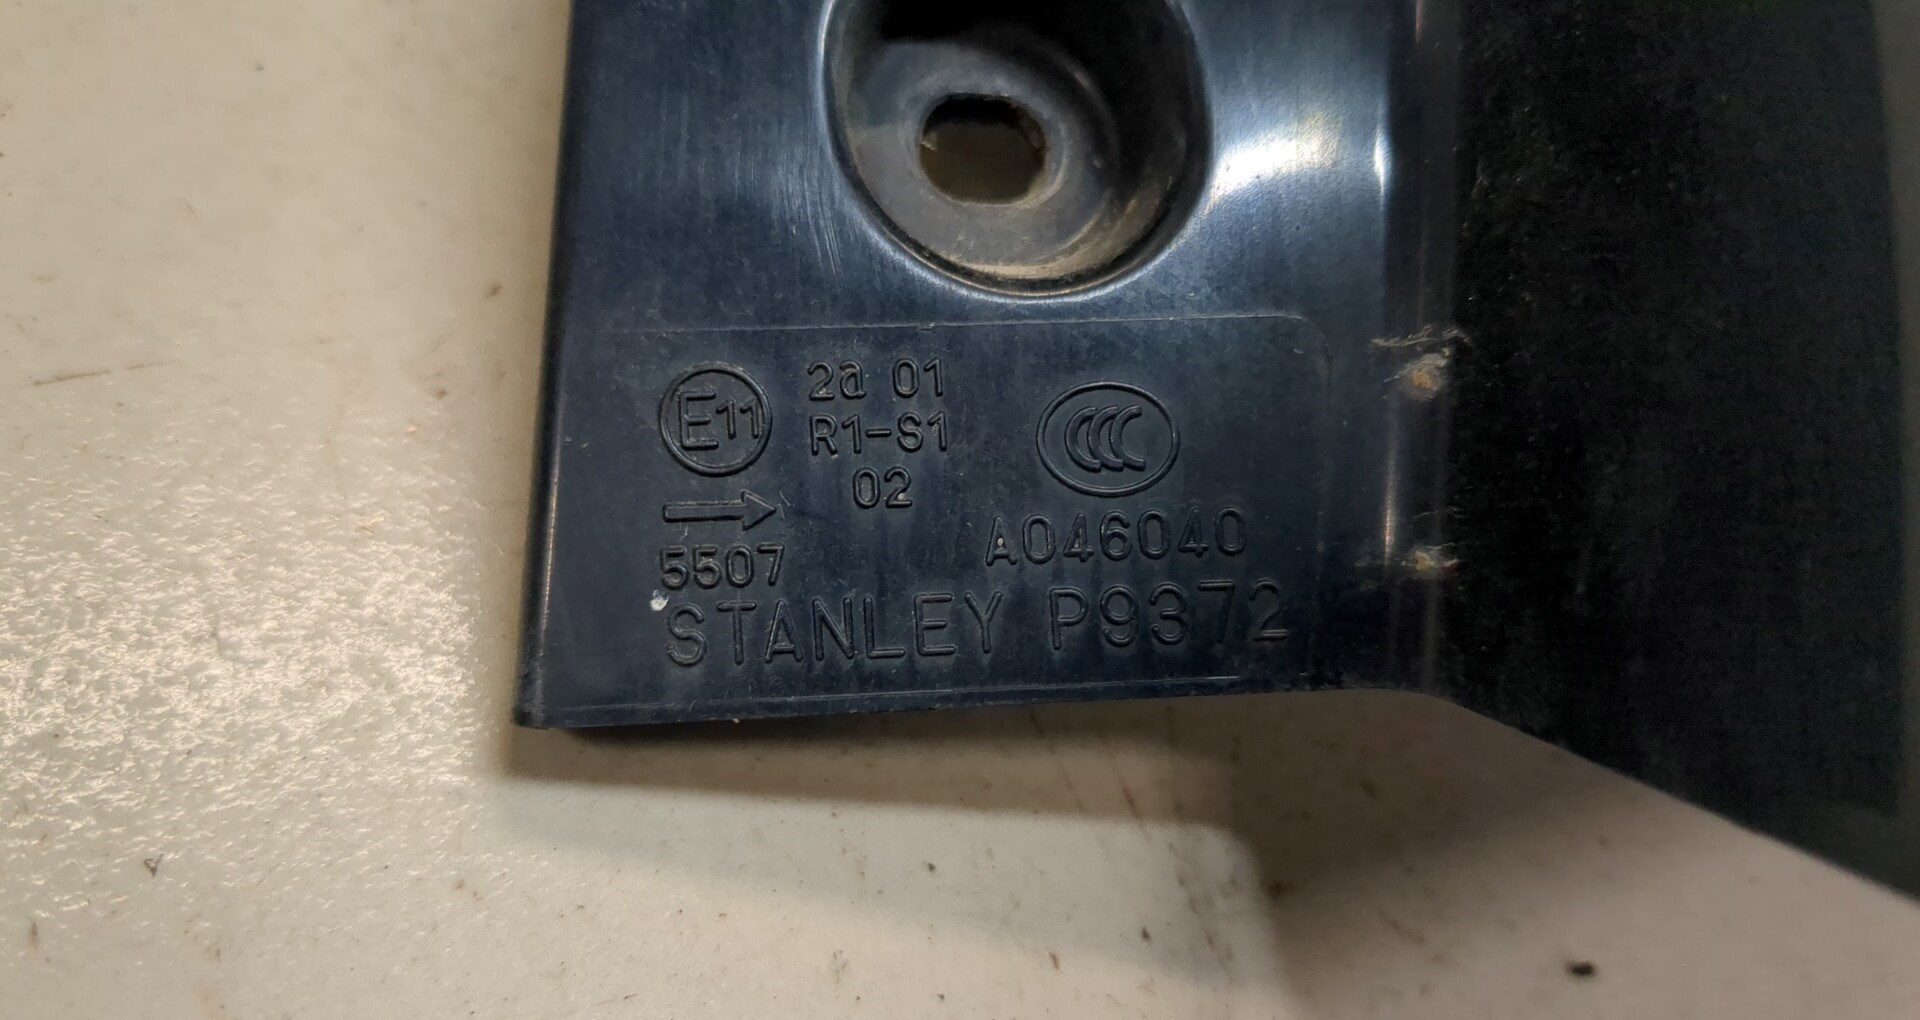 E11
2a 01
R1-S1
02
5507
CCC
A046040
STANLEY P9372